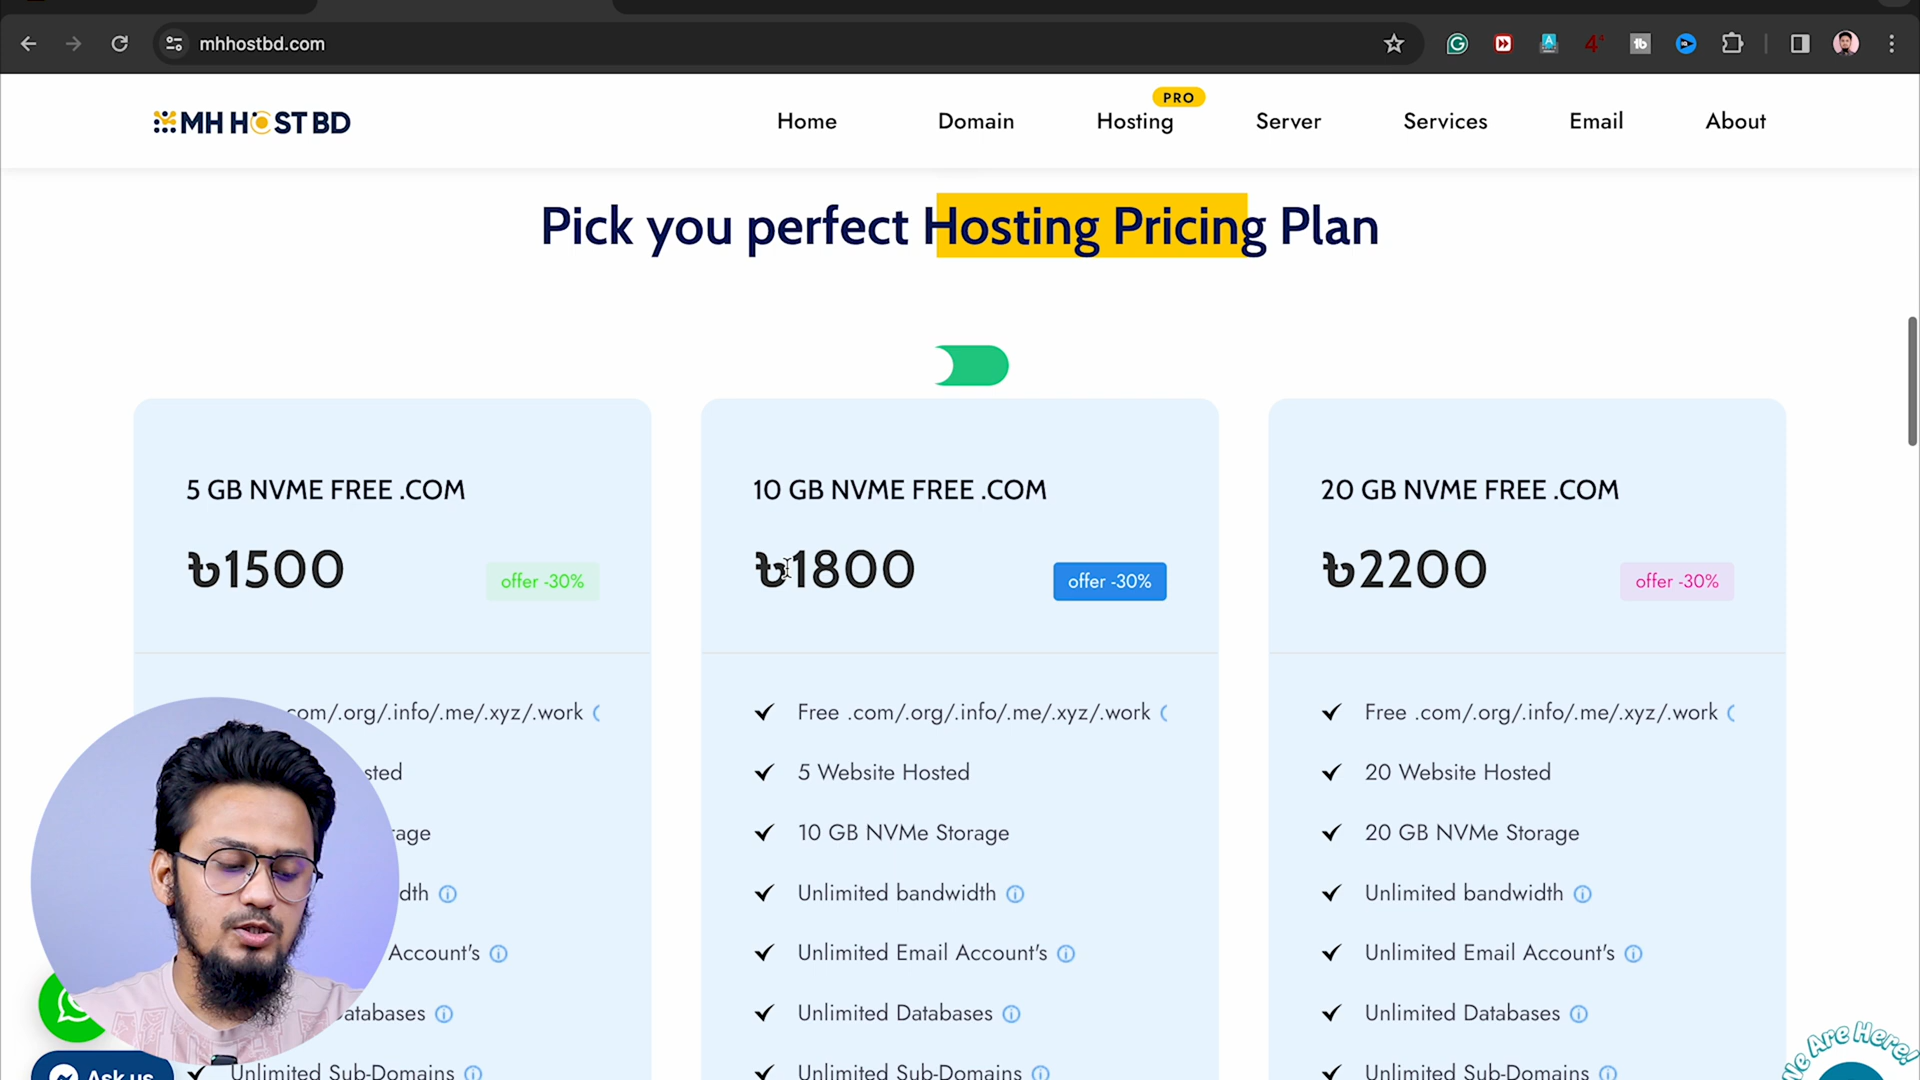 mhhostbd.com
MH HOST BD
Home
Domain
PRO
Hosting
Server
Services
Email
About
Pick you perfect Hosting Pricing Plan
5 GB NVME FREE .COM
৳1500
offer -30%
com/.org/.info/.me/.xyz/.work
Account's
Unlimited Sub-Domains
10 GB NVME FREE .COM
৳1800
offer -30%
Free .com/.org/.info/.me/.xyz/.work
5 Website Hosted
10 GB NVMe Storage
Unlimited bandwidth
Unlimited Email Account's
Unlimited Databases
Unlimited Sub-Domains
20 GB NVME FREE .COM
৳2200
offer -30%
Free .com/.org/.info/.me/.xyz/.work
20 Website Hosted
20 GB NVMe Storage
Unlimited bandwidth
Unlimited Email Account's
Unlimited Databases
Unlimited Sub-Domains
Ask us
We Are Here!